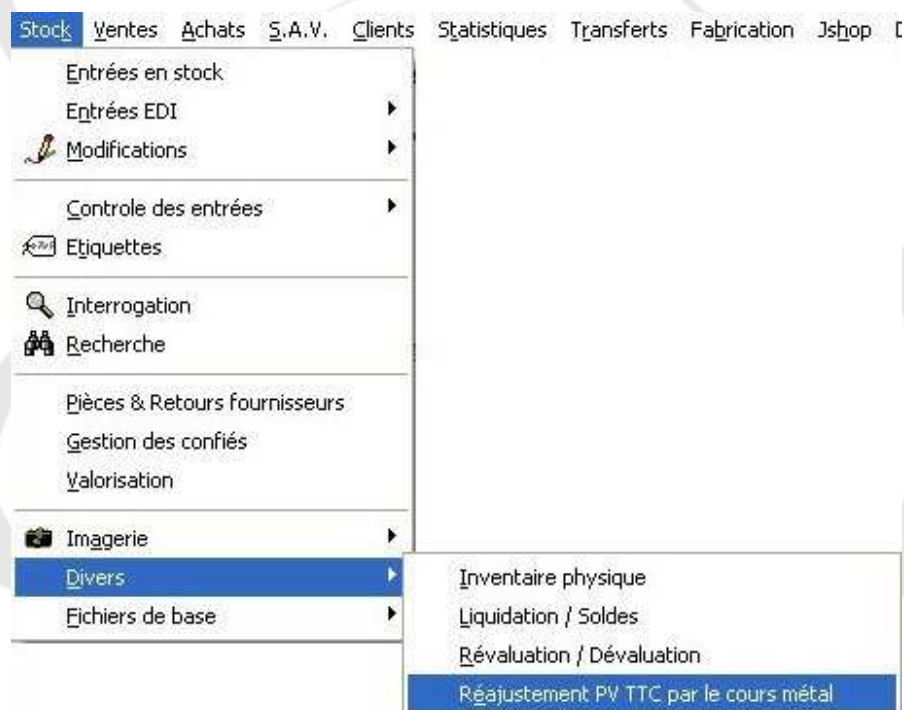 Stock Ventes Achats S.A.V. Clients Statistiques Transferts Fabrication Jshop
Entrées en stock
Entrées EDI
Modifications
Controle des entrées
Etiquettes
Interrogation
Recherche
Pièces & Retours fournisseurs
Gestion des confiés
Valorisation
Imagerie
Divers
Inventaire physique
Fichiers de base
Liquidation / Soldes
Révaluation / Dévaluation
Réajustement PV TTC par le cours métal